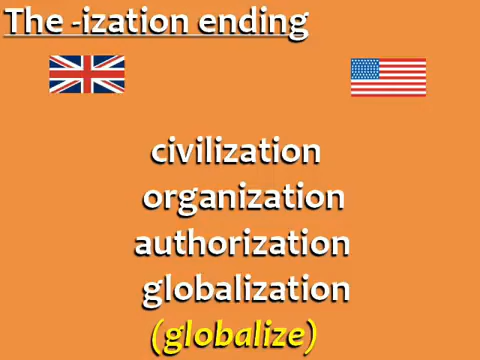 The -ization ending
civilization
organization
authorization
globalization
(globalize)